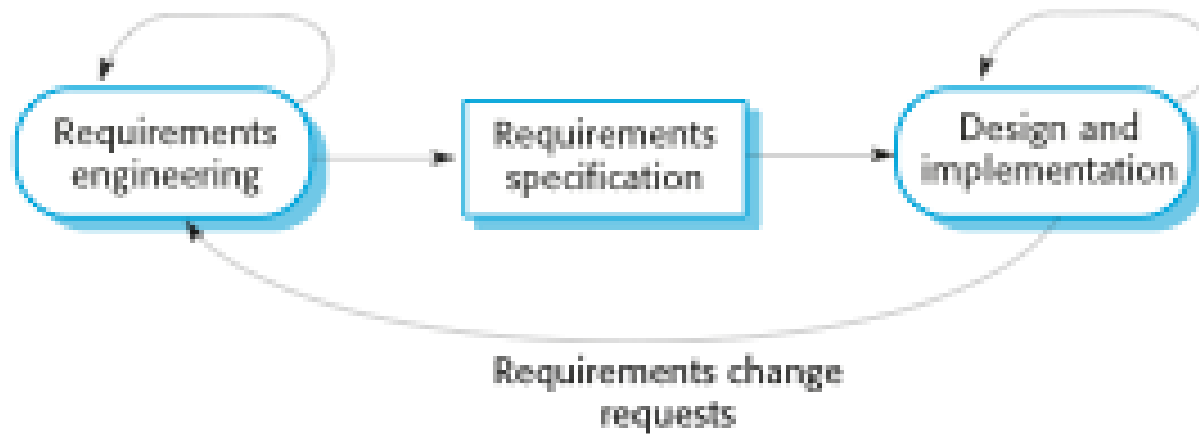 Requirements
engineering
Requirements
specification
Design and
implementation
Requirements change
requests